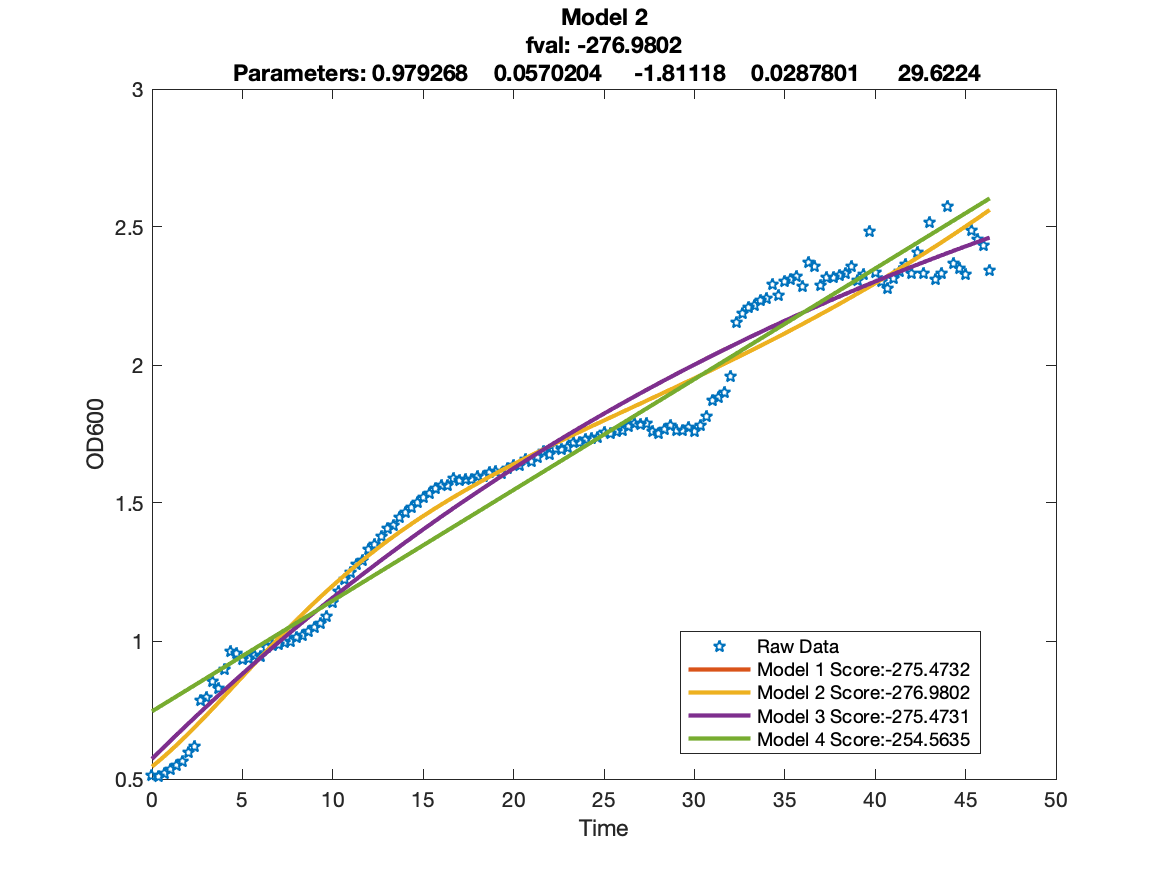 Model 2
fval: -276.9802
Parameters: 0.979268 0.0570204 -1.81118 0.0287801 29.6224
3
2.5
2
1.5
1
0.5
OD600
0 5 10 15 20 25 30 35 40 45 50
Time
Raw Data
Model 1 Score:-275.4732
Model 2 Score:-276.9802
Model 3 Score:-275.4731
Model 4 Score:-254.5635